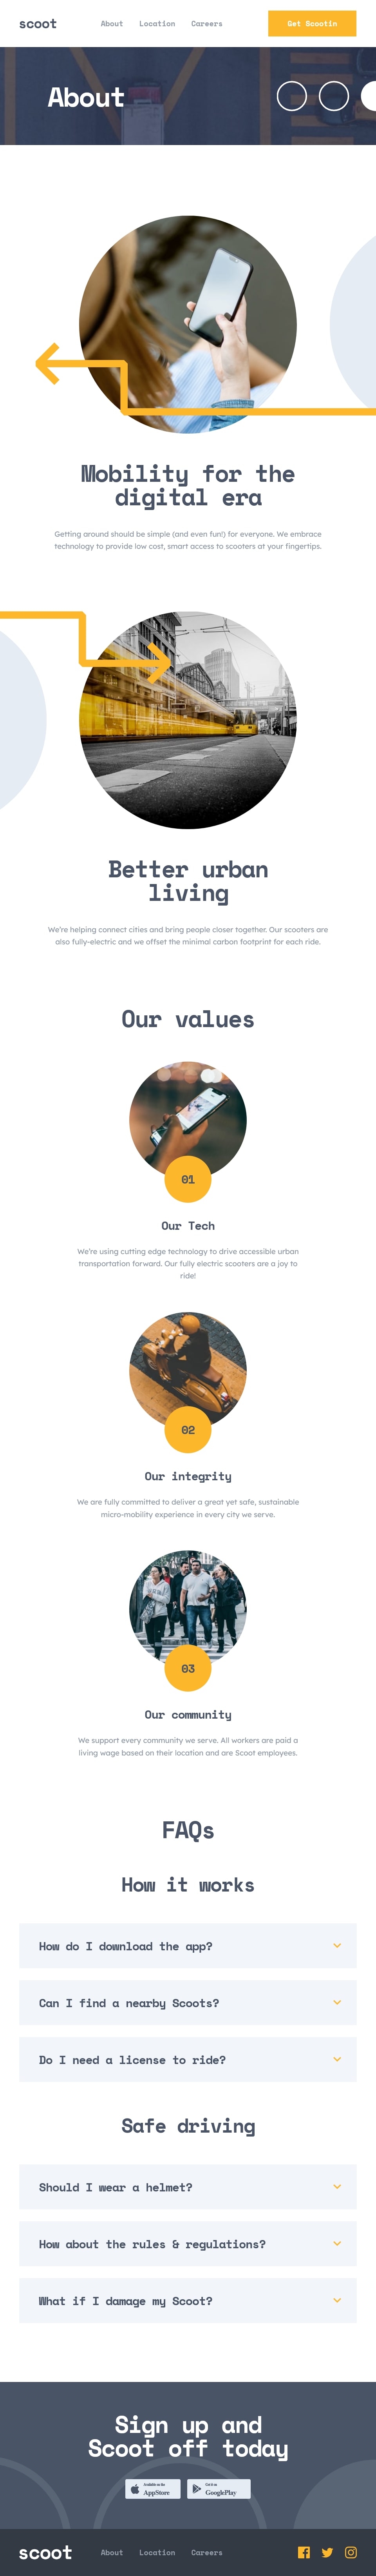 scoot
About
Location
Careers
Get Scootin
About
Mobility for the
digital era
Getting around should be simple (and even fun!) for everyone. We embrace
technology to provide low cost, smart access to scooters at your fingertips.
Better urban
living
We're helping connect cities and bring people closer together. Our scooters are
also fully-electric and we offset the minimal carbon footprint for each ride.
Our values
01
Our Tech
We're using cutting edge technology to drive accessible urban
transportation forward. Our fully electric scooters are a joy to
ride!
02
Our integrity
We are fully committed to deliver a great yet safe, sustainable
micro-mobility experience in every city we serve.
03
Our community
We support every community we serve. All workers are paid a
living wage based on their location and are Scoot employees.
FAQs
How it works
How do I download the app?
Can I find a nearby Scoots?
Do I need a license to ride?
Safe driving
Should I wear a helmet?
How about the rules & regulations?
What if I damage my Scoot?
Sign up and
Scoot off today
Available on the
AppStore
Get it on
GooglePlay
scoot
About
Location
Careers